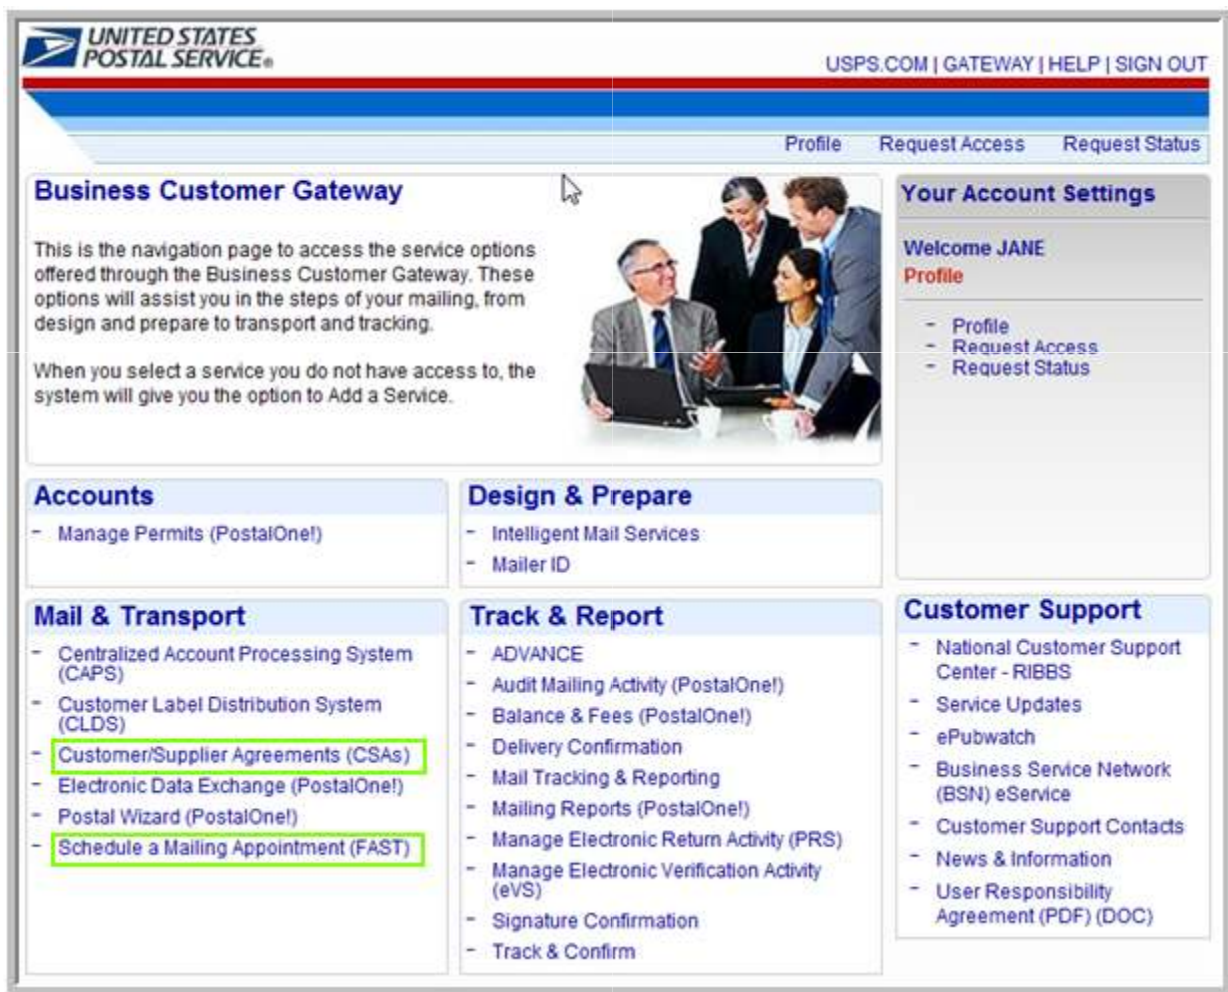 UNITED STATES
POSTAL SERVICE®
USPS.COM | GATEWAY | HELP | SIGN OUT
Profile Request Access Request Status
Business Customer Gateway
This is the navigation page to access the service options
offered through the Business Customer Gateway. These
options will assist you in the steps of your mailing, from
design and prepare to transport and tracking.
When you select a service you do not have access to, the
system will give you the option to Add a Service.
Your Account Settings
Welcome JANE
Profile
- Profile
- Request Access
- Request Status
Accounts
- Manage Permits (PostalOne!)
Design & Prepare
- Intelligent Mail Services
- Mailer ID
Mail & Transport
- Centralized Account Processing System
(CAPS)
- Customer Label Distribution System
(CLDS)
- Customer/Supplier Agreements (CSAs)
- Electronic Data Exchange (PostalOne!)
- Postal Wizard (PostalOne!)
- Schedule a Mailing Appointment (FAST)
Track & Report
- ADVANCE
- Audit Mailing Activity (PostalOne!)
- Balance & Fees (PostalOne!)
- Delivery Confirmation
- Mail Tracking & Reporting
- Mailing Reports (PostalOne!)
- Manage Electronic Return Activity (PRS)
- Manage Electronic Verification Activity
(eVS)
- Signature Confirmation
- Track & Confirm
Customer Support
- National Customer Support
Center - RIBBS
- Service Updates
- ePubwatch
- Business Service Network
(BSN) eService
- Customer Support Contacts
- News & Information
- User Responsibility
Agreement (PDF) (DOC)